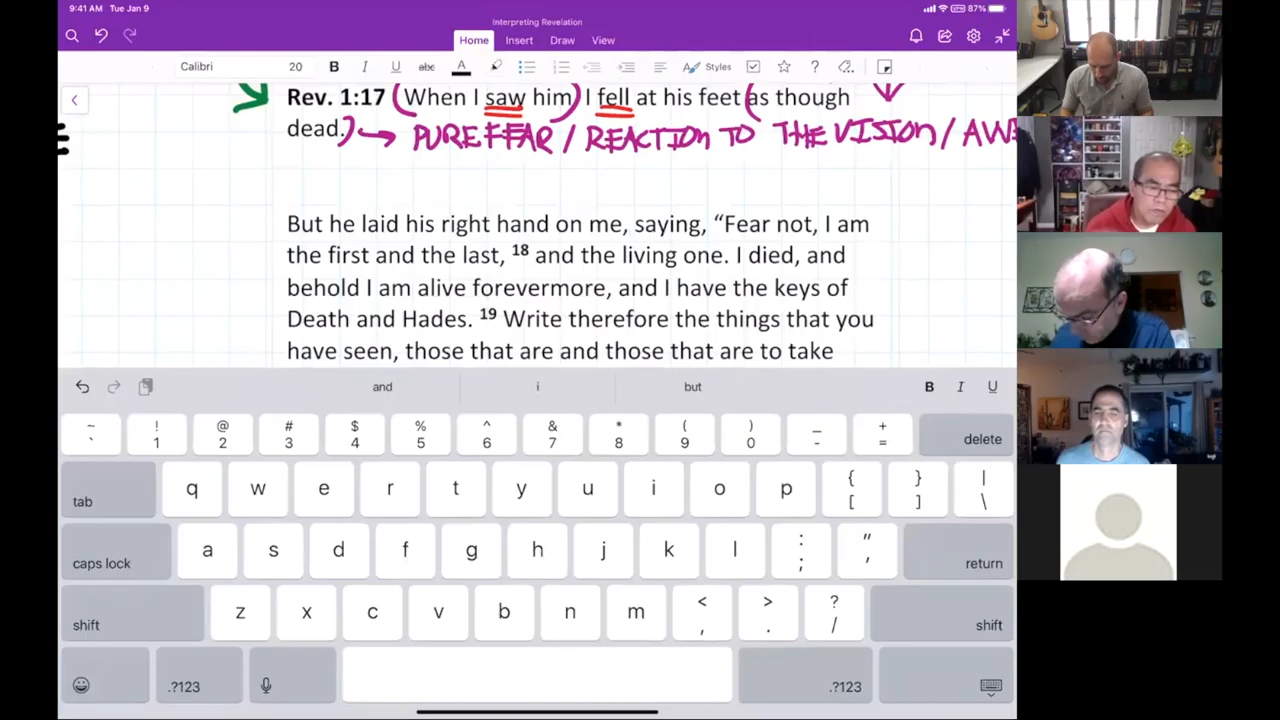 9:41 AM Tue Jan 9
87%
Interpreting Revelation
Home Insert Draw View
Calibri 20 B I U abc A Styles
Rev. 1:17 (When I saw him) I fell at his feet (as though
dead.) → PURE FEAR / REACTION TO THE VISION / AWE
But he laid his right hand on me, saying, “Fear not, I am
the first and the last, 18 and the living one. I died, and
behold I am alive forevermore, and I have the keys of
Death and Hades. 19 Write therefore the things that you
have seen, those that are and those that are to take
and i but B I U
~ ! @ # $ % ^ & * ( ) _ +
` 1 2 3 4 5 6 7 8 9 0 - = delete
tab q w e r t y u i o p { [ } ] | \
caps lock a s d f g h j k l : ; " ' return
shift z x c v b n m < , > . ? / shift
.?123 .?123